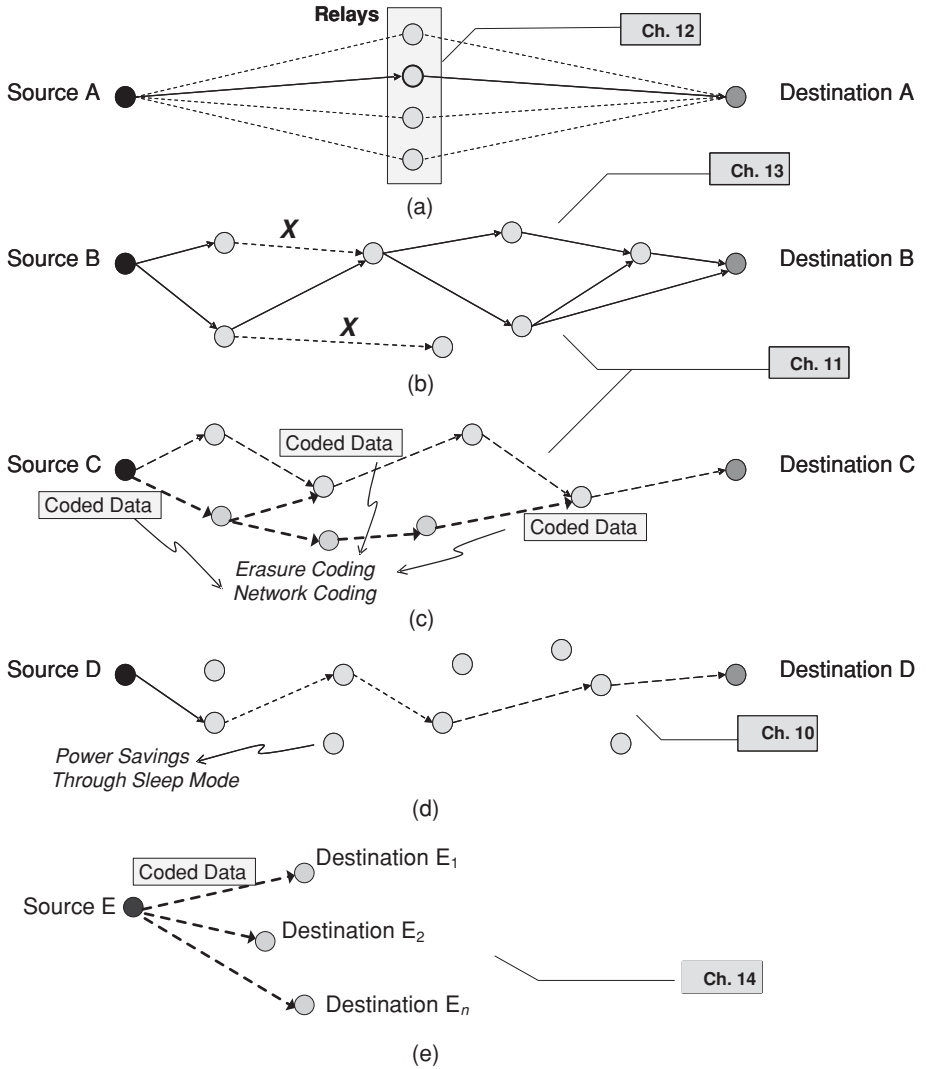 Relays
Ch. 12
Source A
Destination A
(a)
Ch. 13
Source B
X
Destination B
X
(b)
Ch. 11
Source C
Coded Data
Destination C
Coded Data
Coded Data
Erasure Coding
Network Coding
(c)
Source D
Destination D
Ch. 10
Power Savings
Through Sleep Mode
(d)
Coded Data
Destination E1
Source E
Destination E2
Ch. 14
Destination En
(e)